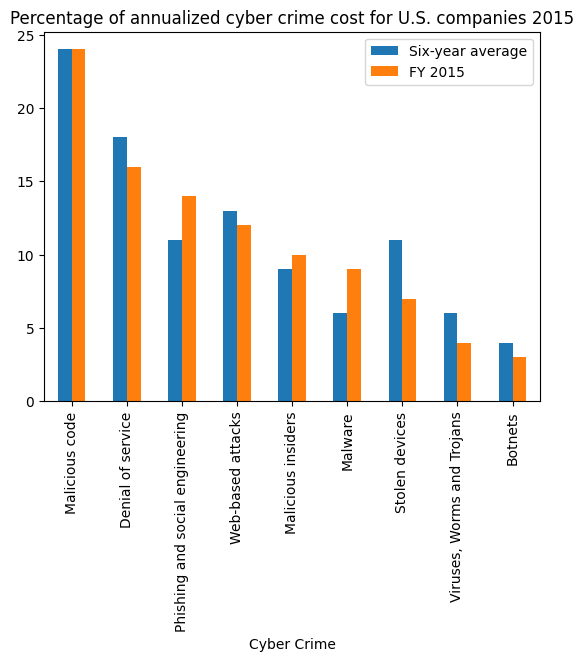 Percentage of annualized cyber crime cost for U.S. companies 2015
Six-year average
FY 2015
25
20
15
10
5
0
Malicious code
Denial of service
Phishing and social engineering
Web-based attacks
Malicious insiders
Malware
Stolen devices
Viruses, Worms and Trojans
Botnets
Cyber Crime